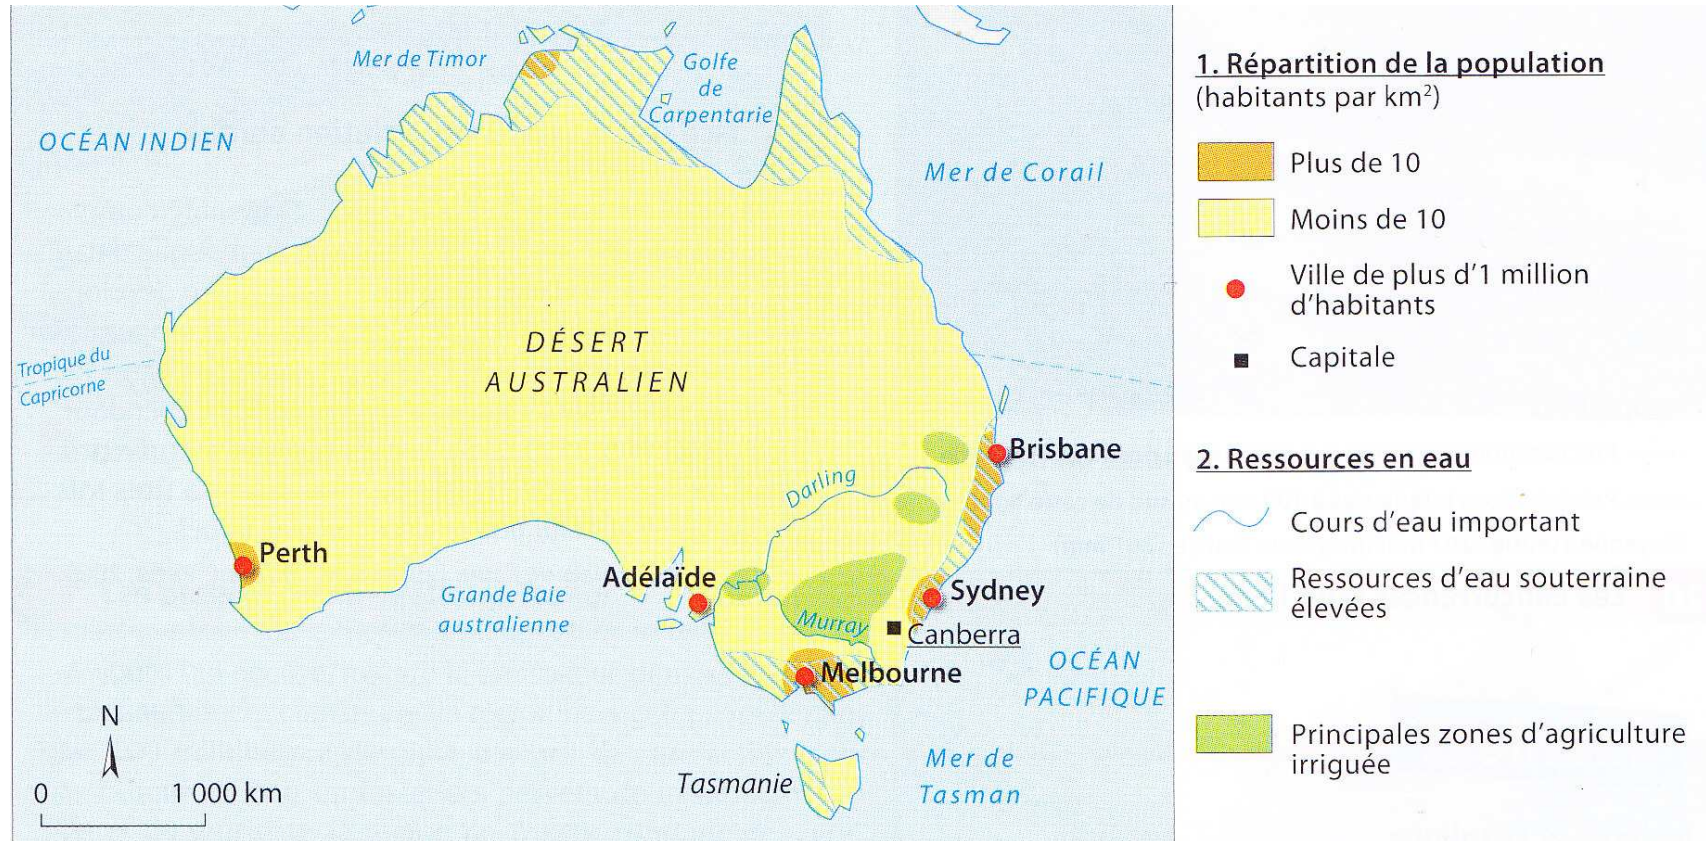 Mer de Timor
Golfe
de
Carpentarie
OCÉAN INDIEN
Mer de Corail
DÉSERT
AUSTRALIEN
Tropique du
Capricorne
Brisbane
Darling
Perth
Adélaïde
Grande Baie
australienne
Sydney
Murray
Canberra
Melbourne
OCÉAN
PACIFIQUE
N
0 1 000 km
Tasmanie
Mer de
Tasman
1. Répartition de la population
(habitants par km²)
Plus de 10
Moins de 10
Ville de plus d'1 million
d'habitants
Capitale
2. Ressources en eau
Cours d'eau important
Ressources d'eau souterraine
élevées
Principales zones d'agriculture
irriguée